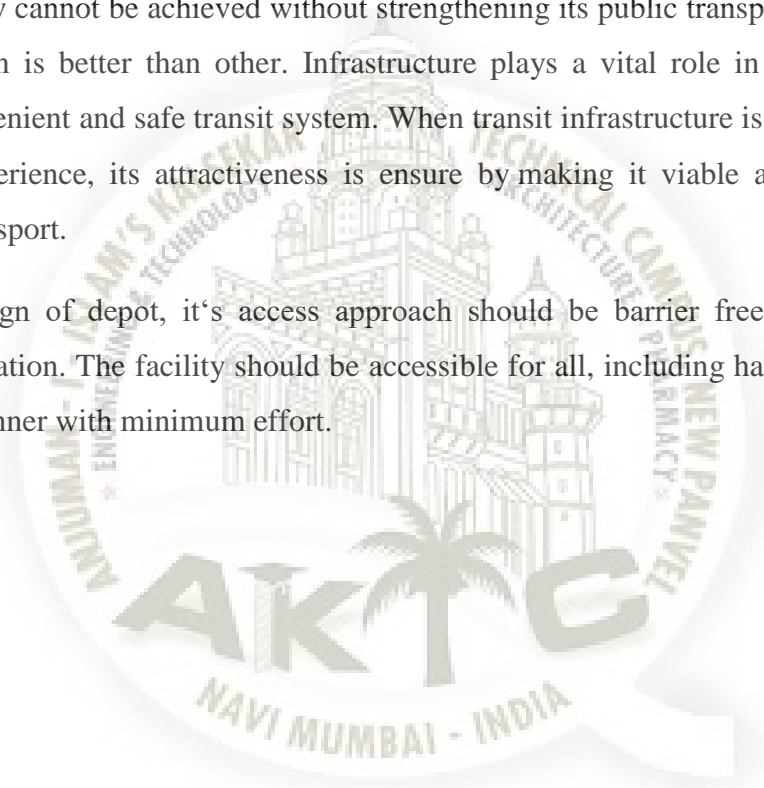 y cannot be achieved without strengthening its public transp
n is better than other. Infrastructure plays a vital role in
enient and safe transit system. When transit infrastructure is
erience, its attractiveness is ensure by making it viable a
sport.
gn of depot, it‘s access approach should be barrier free
ation. The facility should be accessible for all, including ha
nner with minimum effort.
ANJUMAN - I - ISLAM'S KALSEKAR TECHNICAL CAMPUS NEW PANVEL
ENGINEERING & TECHNOLOGY ARCHITECTURE PHARMACY
AKTC
NAVI MUMBAI - INDIA